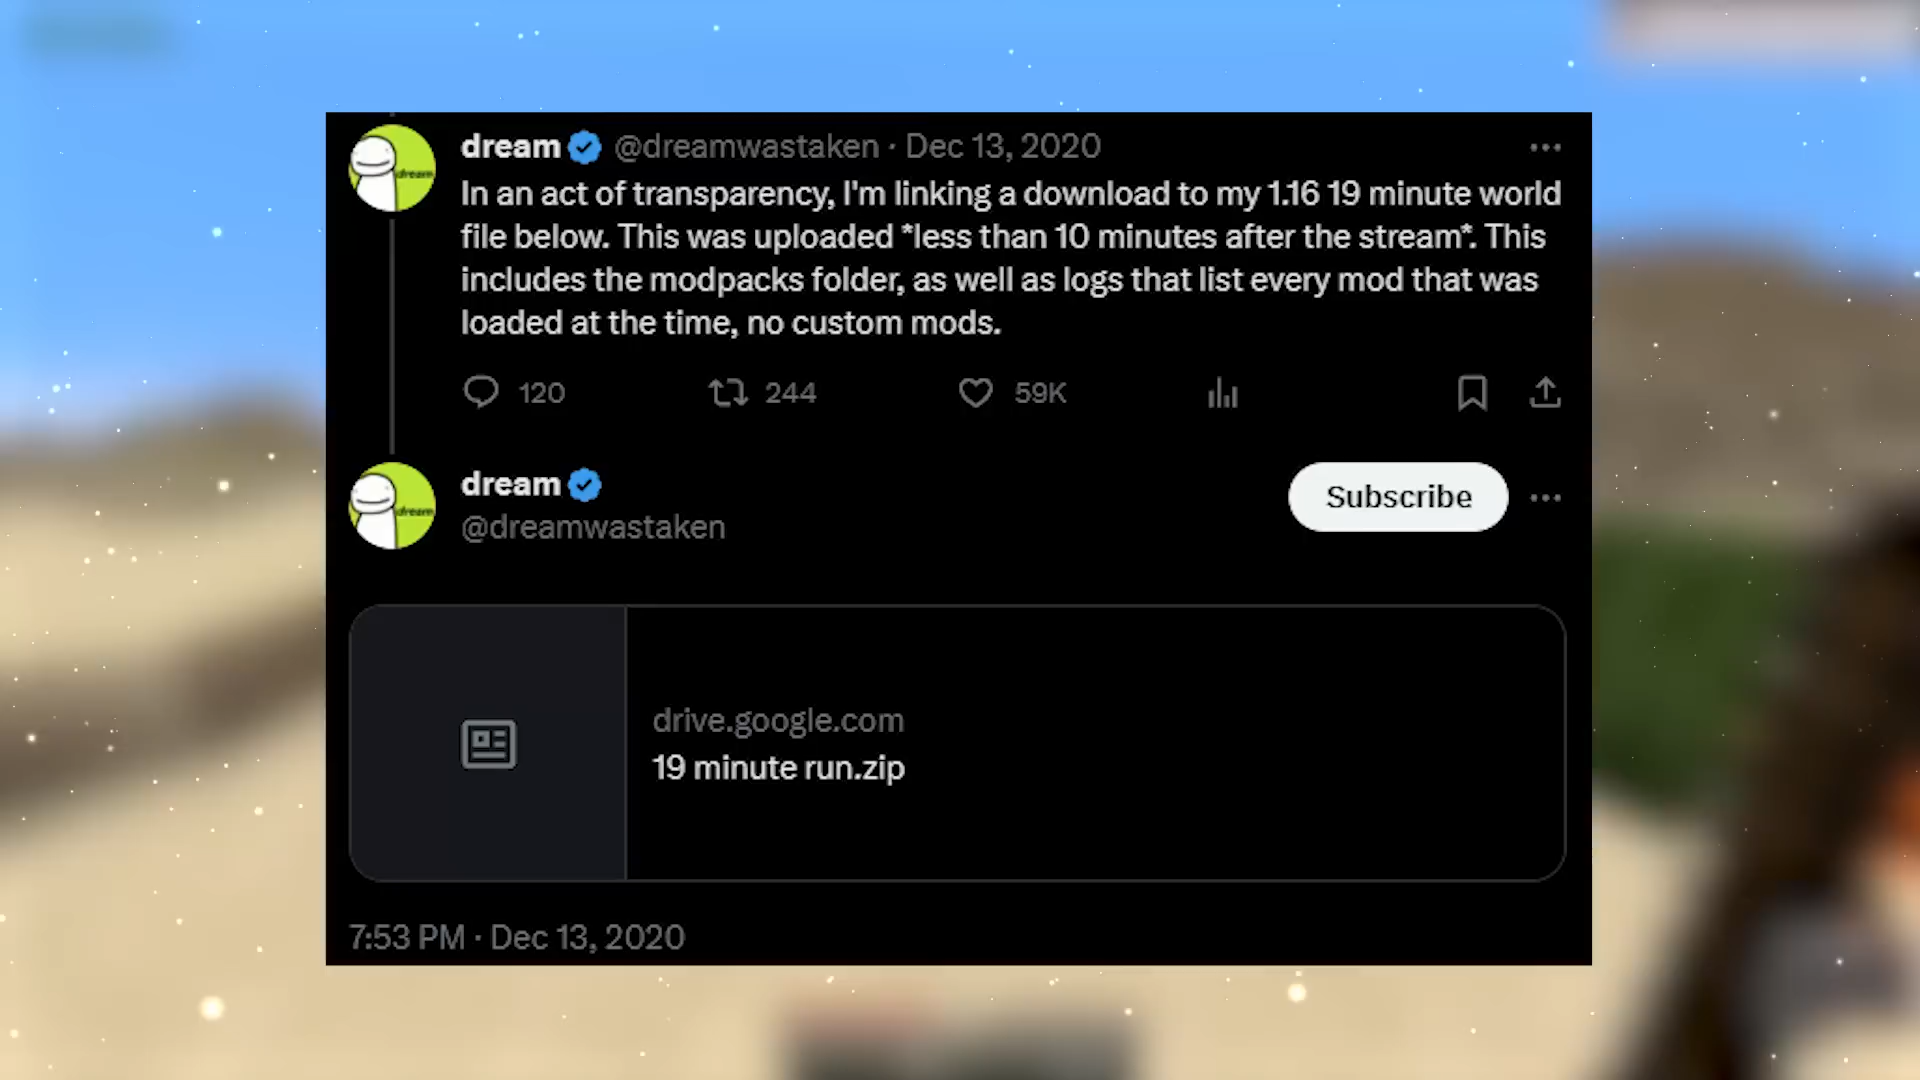 dream @dreamwastaken · Dec 13, 2020
In an act of transparency, I'm linking a download to my 1.16 19 minute world
file below. This was uploaded *less than 10 minutes after the stream*. This
includes the modpacks folder, as well as logs that list every mod that was
loaded at the time, no custom mods.
120 244 59K
dream
@dreamwastaken
Subscribe
drive.google.com
19 minute run.zip
7:53 PM · Dec 13, 2020
dream
dream